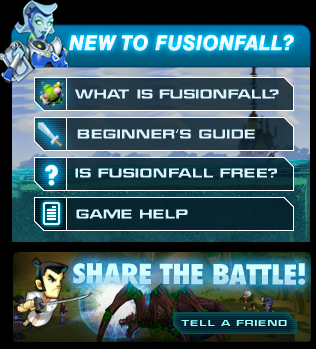 NEW TO FUSIONFALL?
WHAT IS FUSIONFALL?
BEGINNER'S GUIDE
? IS FUSIONFALL FREE?
GAME HELP
SHARE THE BATTLE!
TELL A FRIEND